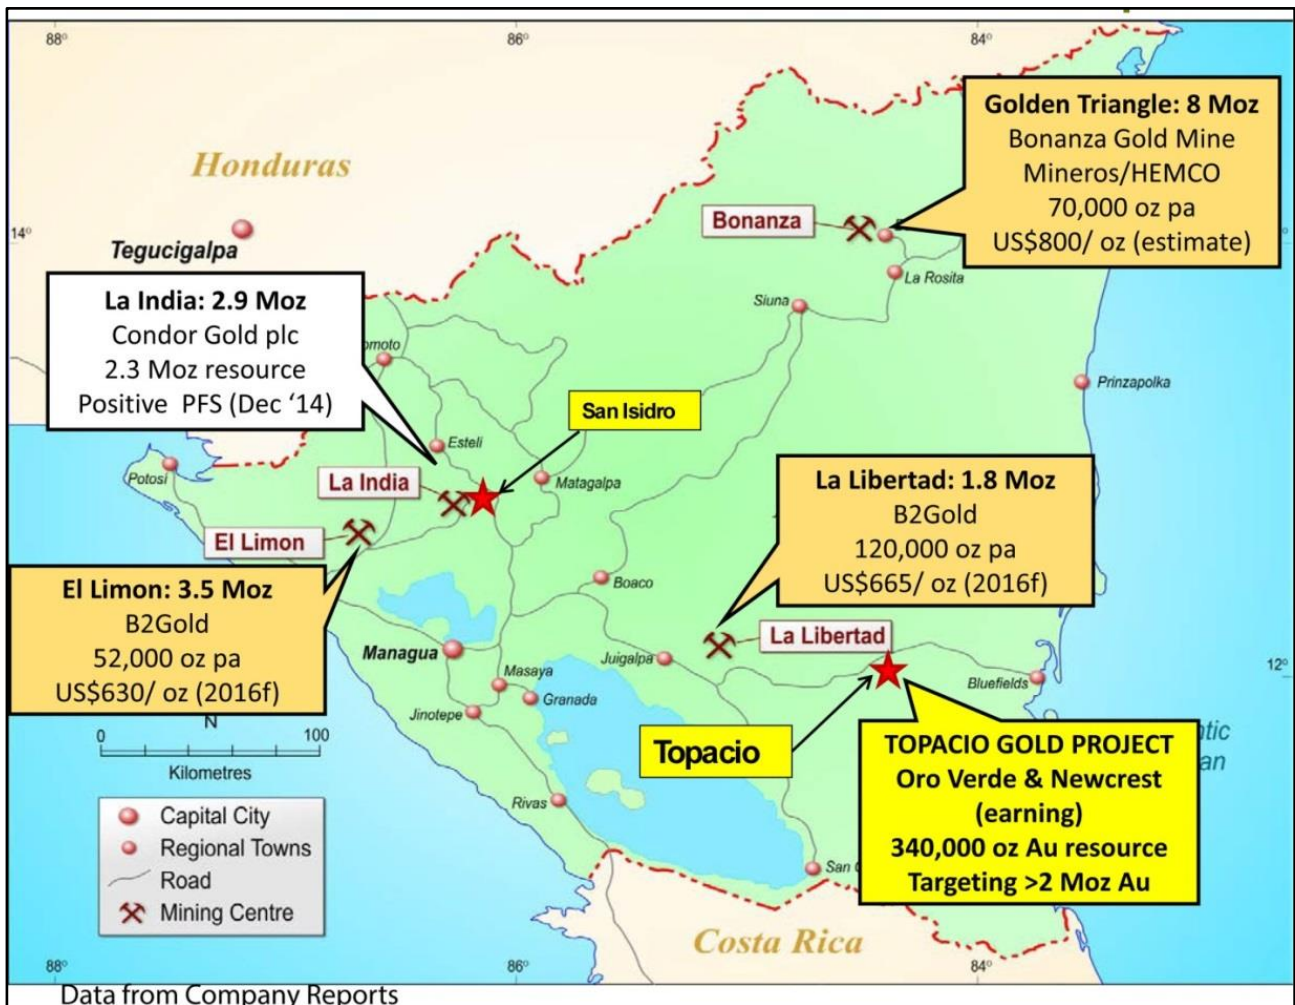 88°
86°
84°
Honduras
Golden Triangle: 8 Moz
Bonanza Gold Mine
Mineros/HEMCO
70,000 oz pa
US$800/ oz (estimate)
Bonanza
14°
Tegucigalpa
La Rosita
La India: 2.9 Moz
Condor Gold plc
2.3 Moz resource
Positive PFS (Dec ‘14)
Siuna
Prinzapolka
San Isidro
Esteli
Potosi
Matagalpa
La India
El Limon
La Libertad: 1.8 Moz
B2Gold
120,000 oz pa
US$665/ oz (2016f)
El Limon: 3.5 Moz
B2Gold
52,000 oz pa
US$630/ oz (2016f)
Boaco
Managua
La Libertad
Juigalpa
12°
Masaya
Bluefields
Granada
Jinotepe
N
0 100
Kilometres
Topacio
TOPACIO GOLD PROJECT
Oro Verde & Newcrest
(earning)
340,000 oz Au resource
Targeting >2 Moz Au
Rivas
San
Capital City
Regional Towns
Road
Mining Centre
Costa Rica
88°
86°
84°
Data from Company Reports